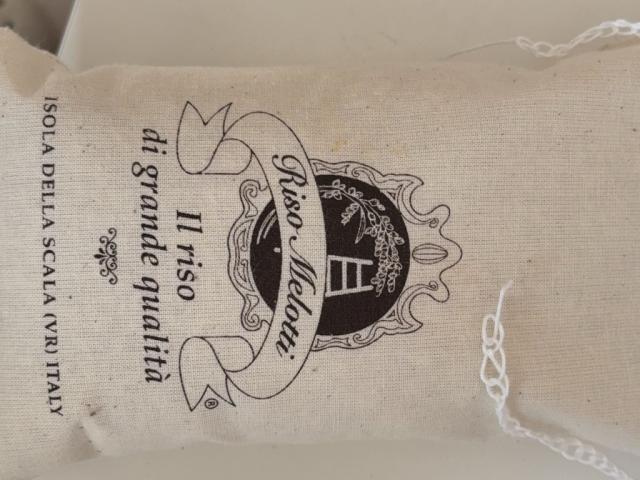 Riso Melotti
®
Il riso
di grande qualità
ISOLA DELLA SCALA (VR) ITALY